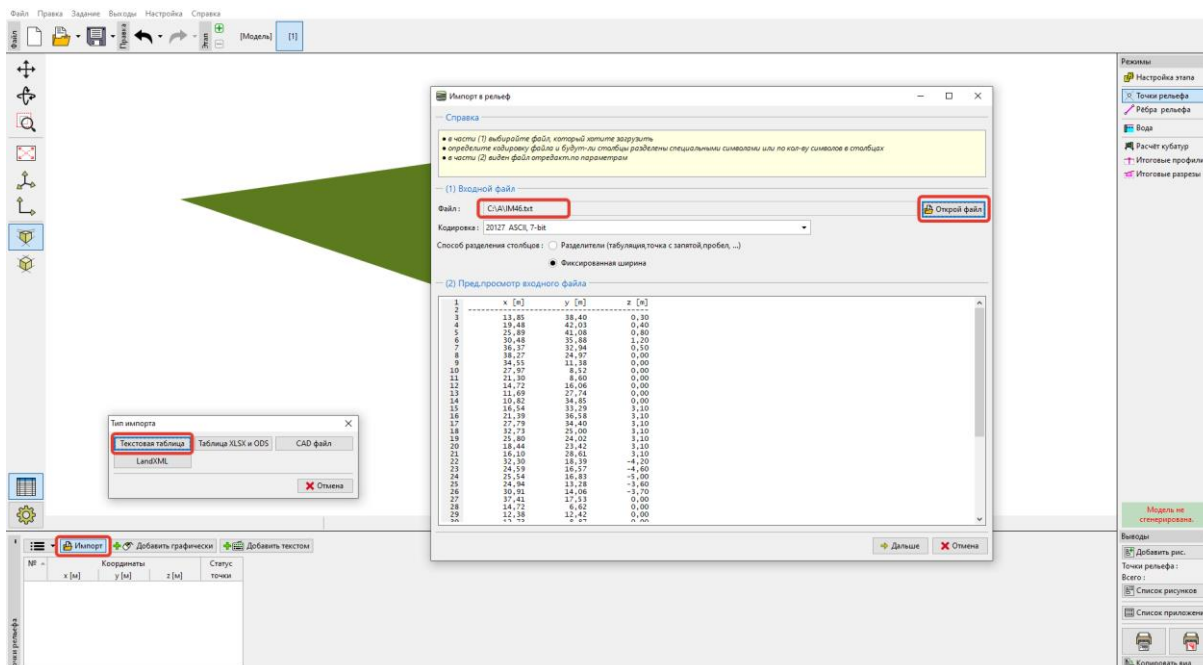 Файл Правка Задание Выходы Настройка Справка
Файл
Правка
Этап
[Модель] [1]
Режимы
Настройка этапа
Точки рельефа
Рёбра рельефа
Вода
Расчёт кубатур
Итоговые профили
Итоговые разрезы
Импорт в рельеф
Справка
• в части (1) выбирайте файл, который хотите загрузить
• определите кодировку файла и будут-ли столбцы разделены специальными символами или по кол-ву символов в столбцах
• в части (2) виден файл отредакт.по параметрам
(1) Входной файл
Файл : C:\A\IM46.txt Открой файл
Кодировка : 20127 ASCII, 7-bit
Способ разделения столбцов : Разделители (табуляция,точка с запятой,пробел, ...)
Фиксированная ширина
(2) Пред.просмотр входного файла
1 x [m] y [m] z [m]
2 --------------------------------
3 13,85 38,40 0,30
4 19,48 42,03 0,40
5 25,89 41,08 0,80
6 30,48 35,88 1,20
7 36,37 32,94 0,50
8 38,27 24,97 0,00
9 34,55 11,38 0,00
10 27,97 8,52 0,00
11 21,30 8,60 0,00
12 14,72 16,06 0,00
13 11,69 27,74 0,00
14 10,82 34,85 0,00
15 16,54 33,29 3,10
16 21,39 36,58 3,10
17 27,79 34,40 3,10
18 32,73 25,00 3,10
19 25,80 24,02 3,10
20 18,44 23,42 3,10
21 16,10 28,61 3,10
22 32,30 18,39 -4,20
23 24,59 16,57 -4,60
24 25,54 16,83 -5,00
25 24,94 13,28 -3,60
26 30,91 14,06 -3,70
27 37,41 17,53 0,00
28 14,72 6,62 0,00
29 12,38 12,42 0,00
Дальше Отмена
Тип импорта
Текстовая таблица Таблица XLSX и ODS CAD файл
LandXML
Отмена
Модель не
сгенерирована.
Импорт Добавить графически Добавить текстом
№ Координаты Статус
x [м] y [м] z [м] точки
Выводы
Добавить рис.
Точки рельефа :
Всего :
Список рисунков
Список приложени
Копировать вид